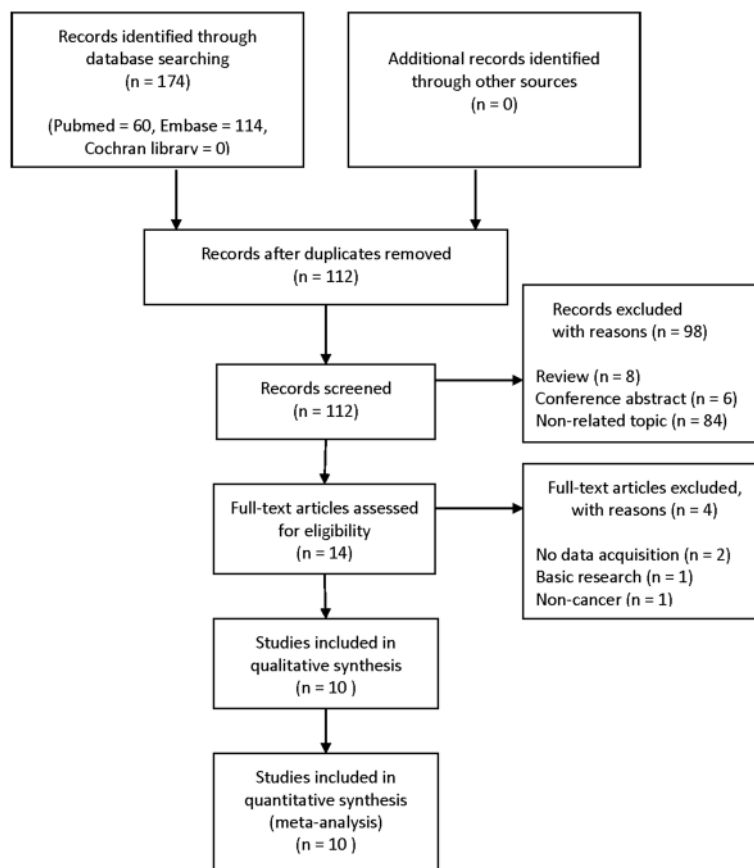 Records identified through
database searching
(n = 174)
(Pubmed = 60, Embase = 114,
Cochran library = 0)
Additional records identified
through other sources
(n = 0)
Records after duplicates removed
(n = 112)
Records screened
(n = 112)
Records excluded
with reasons (n = 98)
Review (n = 8)
Conference abstract (n = 6)
Non-related topic (n = 84)
Full-text articles assessed
for eligibility
(n = 14)
Full-text articles excluded,
with reasons (n = 4)
No data acquisition (n = 2)
Basic research (n = 1)
Non-cancer (n = 1)
Studies included in
qualitative synthesis
(n = 10 )
Studies included in
quantitative synthesis
(meta-analysis)
(n = 10 )